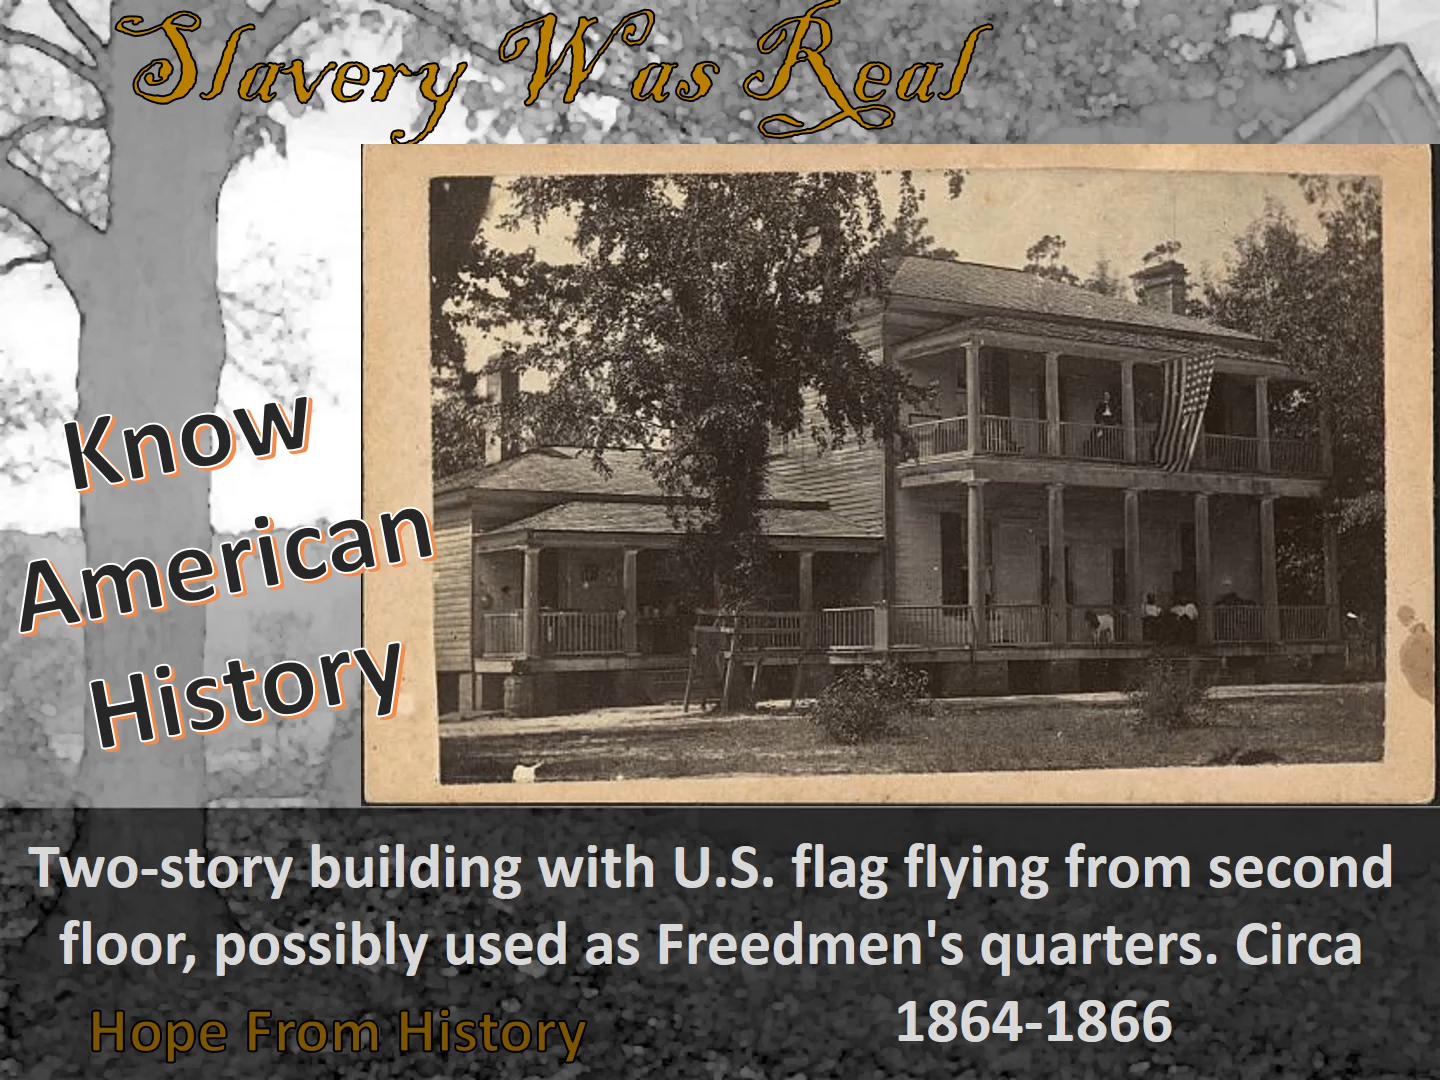 Slavery Was Real
Know
American
History
Two-story building with U.S. flag flying from second
floor, possibly used as Freedmen's quarters. Circa
1864-1866
Hope From History